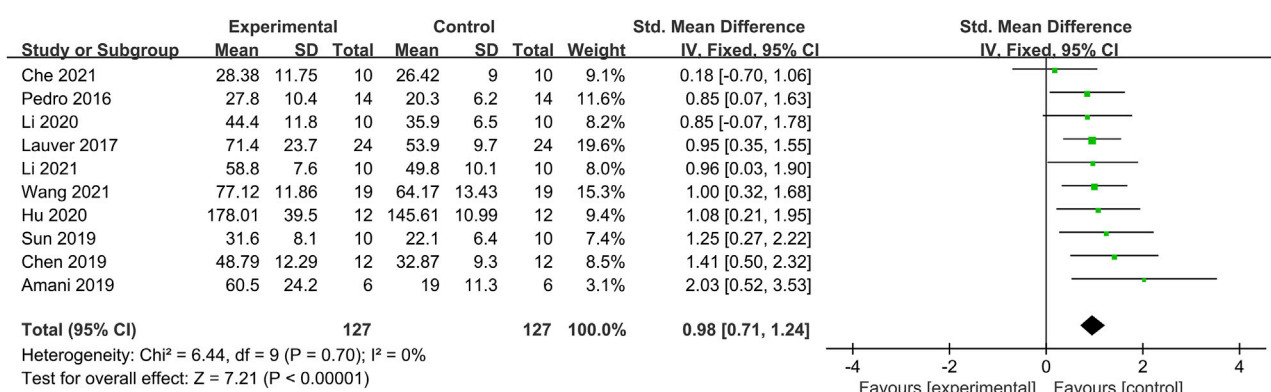 Experimental Control Std. Mean Difference Std. Mean Difference
Study or Subgroup Mean SD Total Mean SD Total Weight IV, Fixed, 95% CI IV, Fixed, 95% CI
Che 2021 28.38 11.75 10 26.42 9 10 9.1% 0.18 [-0.70, 1.06]
Pedro 2016 27.8 10.4 14 20.3 6.2 14 11.6% 0.85 [0.07, 1.63]
Li 2020 44.4 11.8 10 35.9 6.5 10 8.2% 0.85 [-0.07, 1.78]
Lauver 2017 71.4 23.7 24 53.9 9.7 24 19.6% 0.95 [0.35, 1.55]
Li 2021 58.8 7.6 10 49.8 10.1 10 8.0% 0.96 [0.03, 1.90]
Wang 2021 77.12 11.86 19 64.17 13.43 19 15.3% 1.00 [0.32, 1.68]
Hu 2020 178.01 39.5 12 145.61 10.99 12 9.4% 1.08 [0.21, 1.95]
Sun 2019 31.6 8.1 10 22.1 6.4 10 7.4% 1.25 [0.27, 2.22]
Chen 2019 48.79 12.29 12 32.87 9.3 12 8.5% 1.41 [0.50, 2.32]
Amani 2019 60.5 24.2 6 19 11.3 6 3.1% 2.03 [0.52, 3.53]
Total (95% CI) 127 127 100.0% 0.98 [0.71, 1.24]
Heterogeneity: Chi² = 6.44, df = 9 (P = 0.70); I² = 0%
Test for overall effect: Z = 7.21 (P < 0.00001)
-4 -2 0 2 4
Favours [experimental] Favours [control]